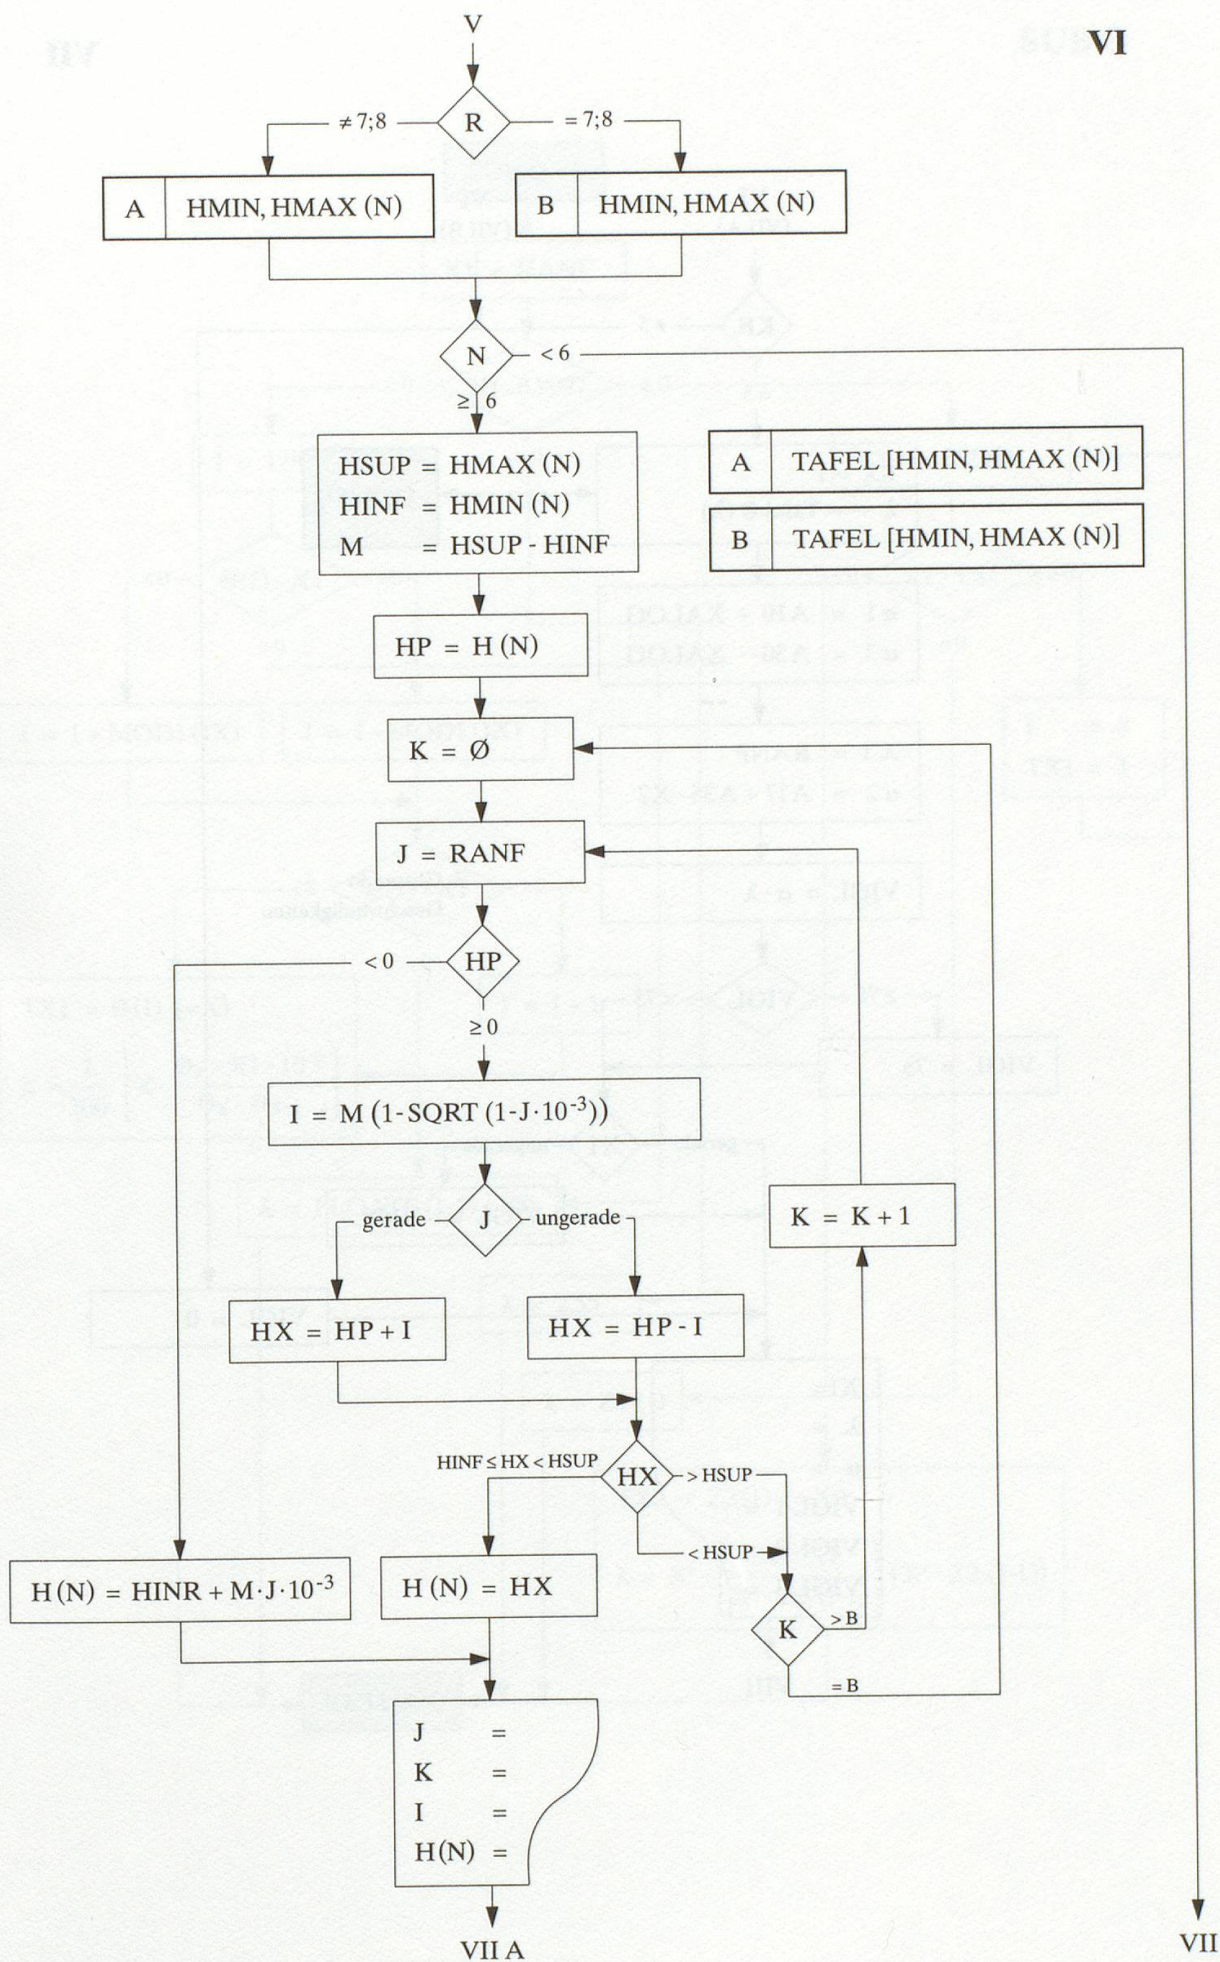 V
VI
≠ 7;8
R
= 7;8
A HMIN, HMAX (N)
B HMIN, HMAX (N)
N
< 6
≥ 6
HSUP = HMAX (N)
HINF = HMIN (N)
M = HSUP - HINF
A TAFEL [HMIN, HMAX (N)]
B TAFEL [HMIN, HMAX (N)]
HP = H (N)
K = Ø
J = RANF
< 0
HP
≥ 0
I = M (1-SQRT (1-J·10⁻³))
gerade
J
ungerade
K = K + 1
HX = HP + I
HX = HP - I
HINF ≤ HX < HSUP
HX
> HSUP
< HSUP
H (N) = HINR + M·J·10⁻³
H (N) = HX
K
> B
= B
J =
K =
I =
H (N) =
VII A
VII